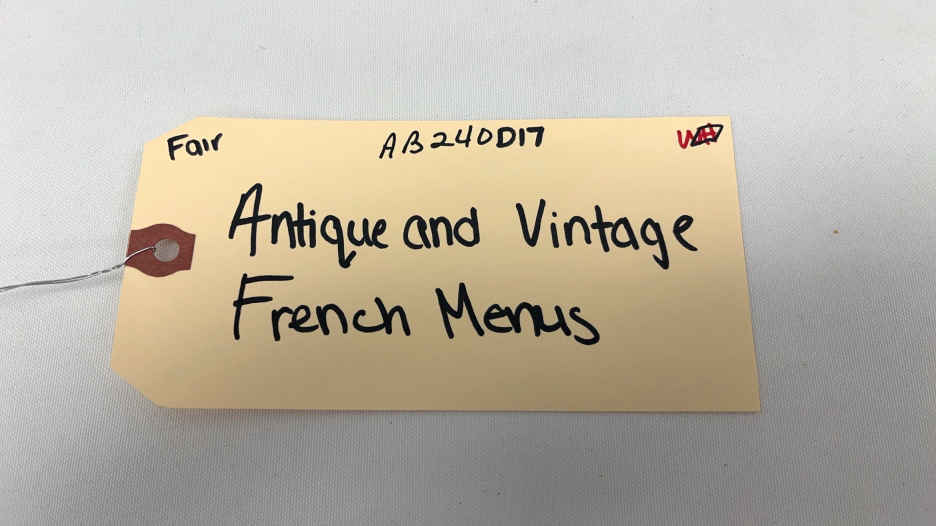 Fair AB240D17
Antique and Vintage
French Menus